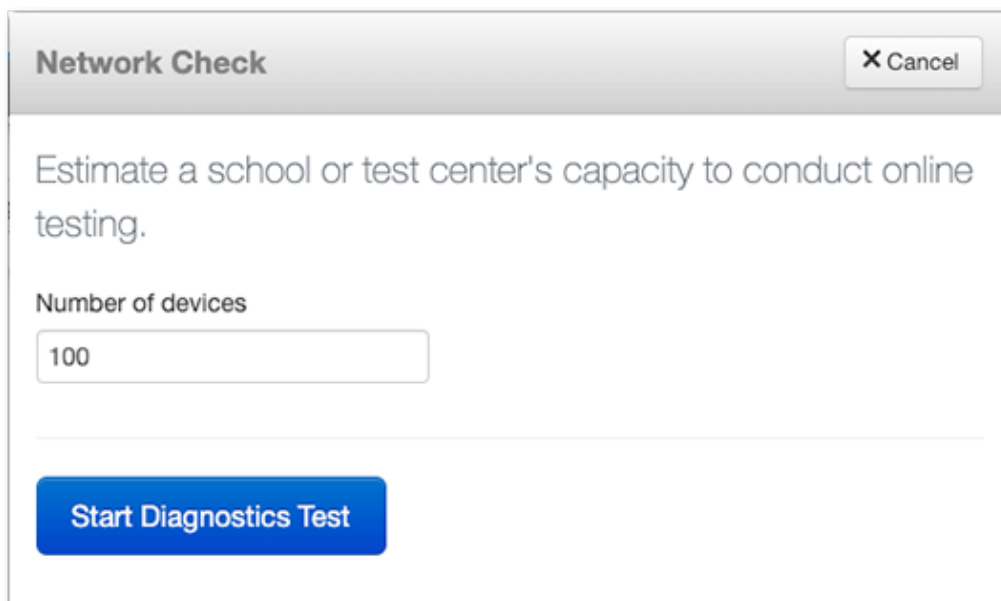 Network Check
✕ Cancel
Estimate a school or test center's capacity to conduct online
testing.
Number of devices
100
Start Diagnostics Test